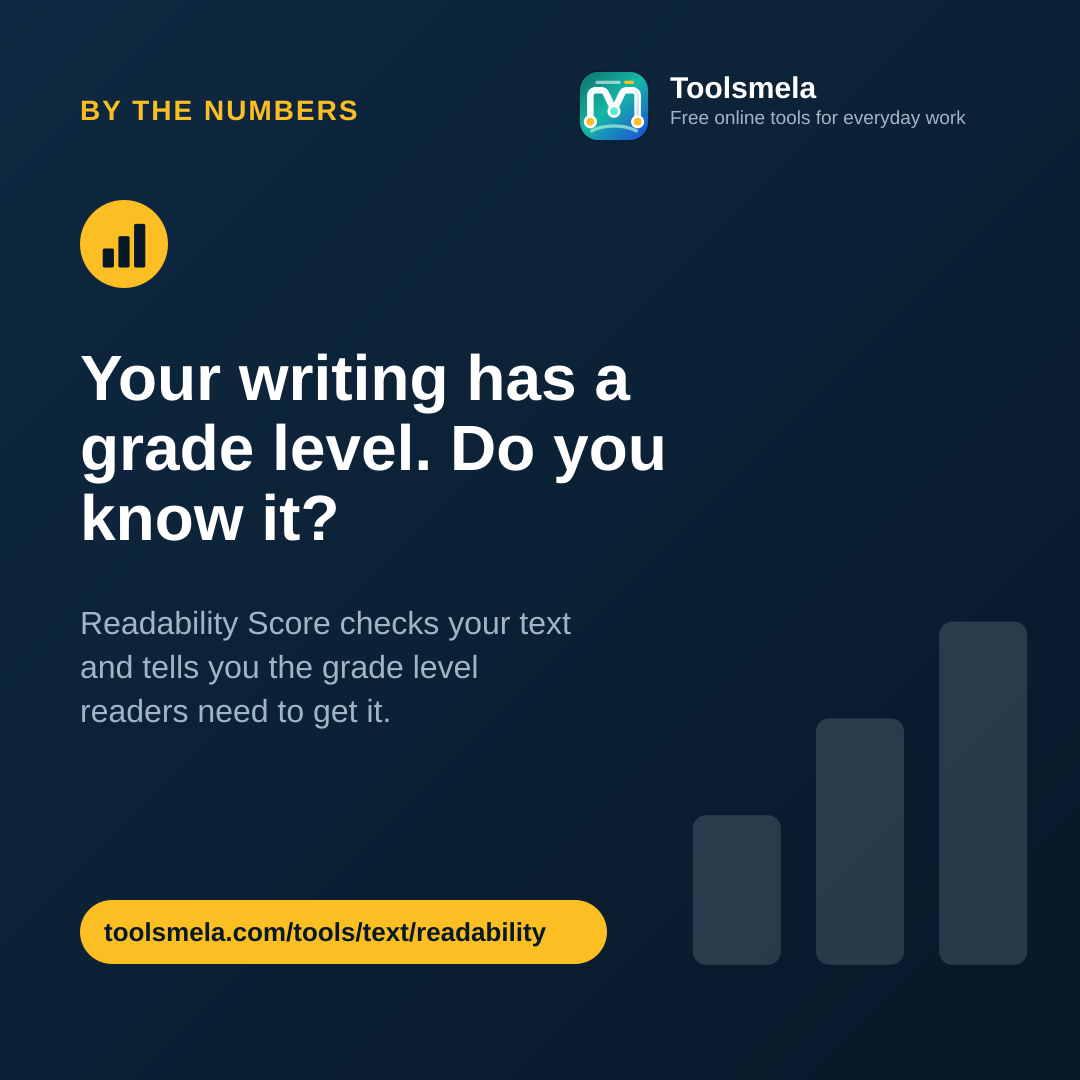 BY THE NUMBERS
Toolsmela
Free online tools for everyday work
Your writing has a
grade level. Do you
know it?
Readability Score checks your text
and tells you the grade level
readers need to get it.
toolsmela.com/tools/text/readability